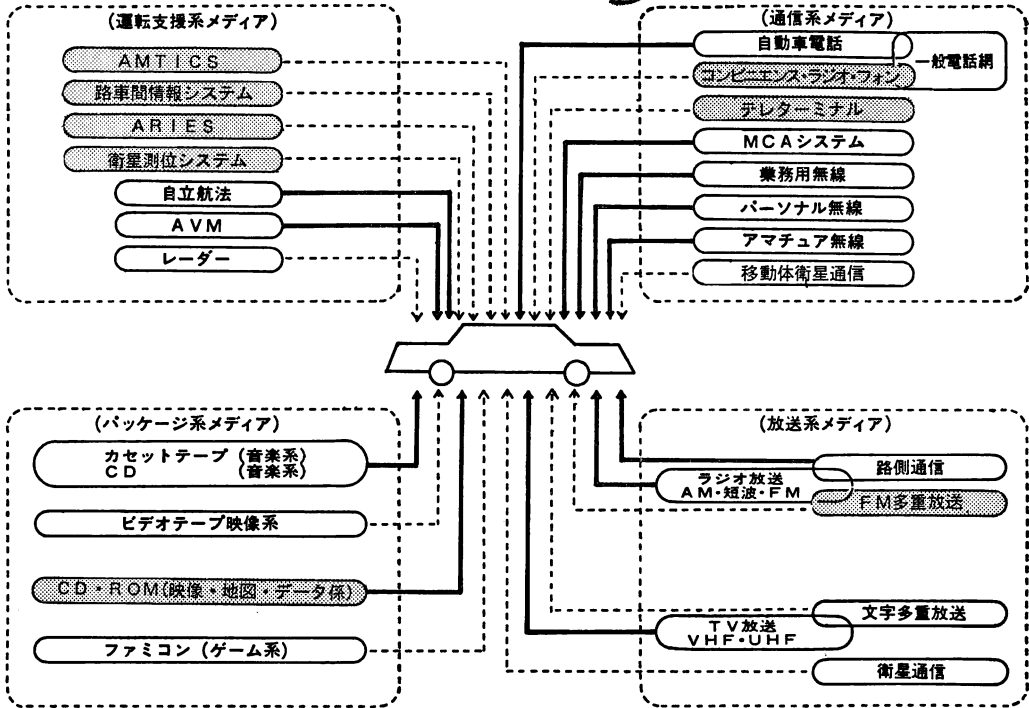 (運転支援系メディア)
AMTICS
路車間情報システム
ARIES
衛星測位システム
自立航法
AVM
レーダー
(通信系メディア)
自動車電話
一般電話網
コンビニエンス・ラジオ・フォン
テレターミナル
MCAシステム
業務用無線
パーソナル無線
アマチュア無線
移動体衛星通信
(パッケージ系メディア)
カセットテープ (音楽系)
CD (音楽系)
ビデオテープ映像系
CD・ROM(映像・地図・データ係)
ファミコン (ゲーム系)
(放送系メディア)
路側通信
ラジオ放送
AM・短波・FM
FM多重放送
文字多重放送
TV放送
VHF・UHF
衛星通信